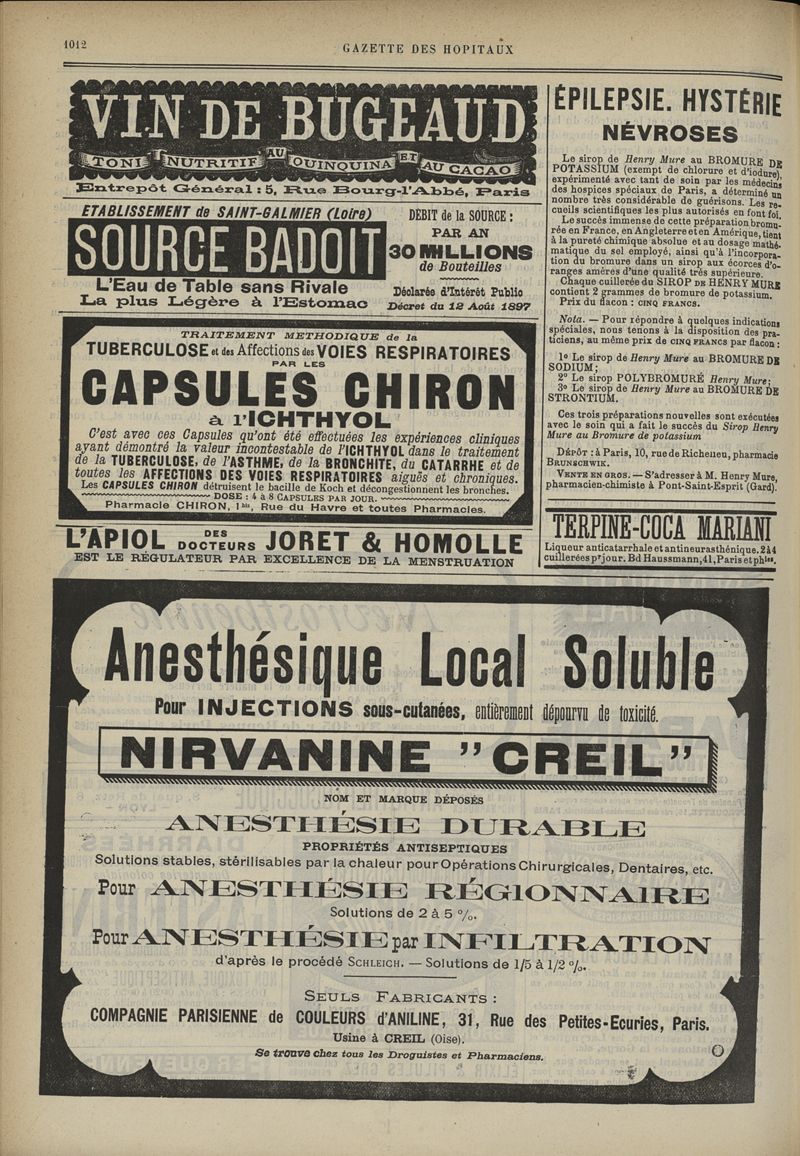 1012
GAZETTE DES HOPITAUX
VIN DE BUGEAUD
TONI-NUTRITIF AU QUINQUINA ET AU CACAO
Entrepôt Général : 5, Rue Bourg-l'Abbé, Paris
ETABLISSEMENT de SAINT-GALMIER (Loire)
SOURCE BADOIT
L'Eau de Table sans Rivale
La plus Légère à l'Estomac
DÉBIT de la SOURCE :
PAR AN
30 MILLIONS
de Bouteilles
Déclarée d'Intérêt Public
Décret du 12 Août 1897
TRAITEMENT METHODIQUE de la
TUBERCULOSE et des Affections des VOIES RESPIRATOIRES
PAR LES
CAPSULES CHIRON
à l'ICHTHYOL
C'est avec ces Capsules qu'ont été effectuées les expériences cliniques
ayant démontré la valeur incontestable de l'ICHTHYOL dans le traitement
de la TUBERCULOSE, de l'ASTHME, de la BRONCHITE, du CATARRHE et de
toutes les AFFECTIONS DES VOIES RESPIRATOIRES aiguës et chroniques.
Les CAPSULES CHIRON détruisent le bacille de Koch et décongestionnent les bronches.
DOSE : 4 à 8 CAPSULES PAR JOUR.
Pharmacie CHIRON, 1bis, Rue du Havre et toutes Pharmacies.
L'APIOL DES DOCTEURS JORET & HOMOLLE
EST LE RÉGULATEUR PAR EXCELLENCE DE LA MENSTRUATION
ÉPILEPSIE. HYSTÉRIE
NÉVROSES
Le sirop de Henry Mure au BROMURE DE
POTASSIUM (exempt de chlorure et d'iodure),
expérimenté avec tant de soin par les médecins
des hospices spéciaux de Paris, a déterminé un
nombre très considérable de guérisons. Les re-
cueils scientifiques les plus autorisés en font foi.
Le succès immense de cette préparation bromu-
rée en France, en Angleterre et en Amérique, tient
à la pureté chimique absolue et au dosage mathé-
matique du sel employé, ainsi qu'à l'incorpora-
tion du bromure dans un sirop aux écorces d'o-
ranges amères d'une qualité très supérieure.
Chaque cuillerée du SIROP DE HENRY MURE
contient 2 grammes de bromure de potassium.
Prix du flacon : CINQ FRANCS.
Nota. — Pour répondre à quelques indications
spéciales, nous tenons à la disposition des pra-
ticiens, au même prix de CINQ FRANCS par flacon :
1º Le sirop de Henry Mure au BROMURE DE
SODIUM;
2º Le sirop POLYBROMURÉ Henry Mure;
3º Le sirop de Henry Mure au BROMURE DE
STRONTIUM.
Ces trois préparations nouvelles sont exécutées
avec le soin qui a fait le succès du Sirop Henry
Mure au Bromure de potassium
DÉPÔT : à Paris, 10, rue de Richelieu, pharmacie
BRUNSCHWIK.
VENTE EN GROS. — S'adresser à M. Henry Mure,
pharmacien-chimiste à Pont-Saint-Esprit (Gard).
TERPINE-COCA MARIANI
Liqueur anticatarrhale et antineurasthénique. 2 à 4
cuillerées pr jour. Bd Haussmann, 41, Paris et phies.
Anesthésique Local Soluble
Pour INJECTIONS sous-cutanées, entièrement dépourvu de toxicité.
NIRVANINE "CREIL"
NOM ET MARQUE DÉPOSÉS
ANESTHÉSIE DURABLE
PROPRIÉTÉS ANTISEPTIQUES
Solutions stables, stérilisables par la chaleur pour Opérations Chirurgicales, Dentaires, etc.
Pour ANESTHÉSIE RÉGIONNAIRE
Solutions de 2 à 5 %.
Pour ANESTHÉSIE par INFILTRATION
d'après le procédé SCHLEICH. — Solutions de 1/5 à 1/2 %.
SEULS FABRICANTS :
COMPAGNIE PARISIENNE de COULEURS d'ANILINE, 31, Rue des Petites-Ecuries, Paris.
Usine à CREIL (Oise).
Se trouve chez tous les Droguistes et Pharmaciens.